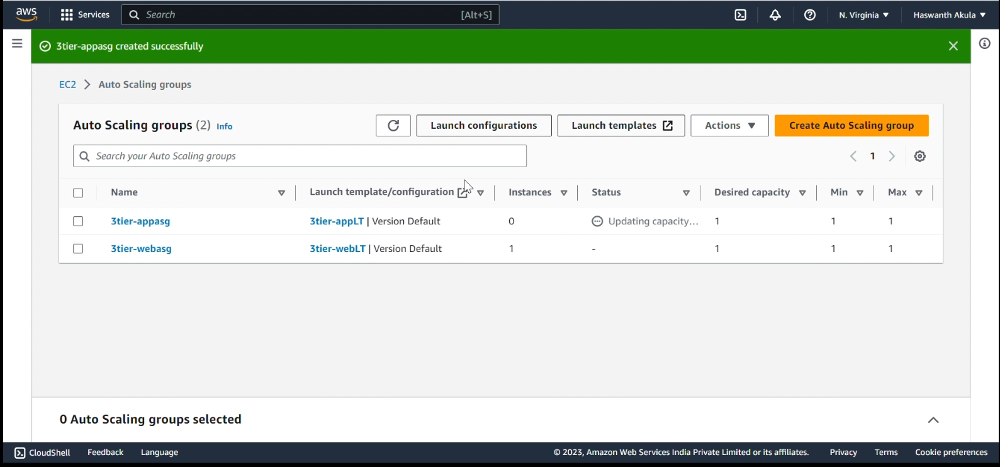 aws Services Search [Alt+S] N. Virginia Haswanth Akula
3tier-appasg created successfully
EC2 > Auto Scaling groups
Auto Scaling groups (2) Info Launch configurations Launch templates Actions Create Auto Scaling group
Search your Auto Scaling groups 1
Name Launch template/configuration Instances Status Desired capacity Min Max
3tier-appasg 3tier-appLT | Version Default 0 Updating capacity... 1 1 1
3tier-webasg 3tier-webLT | Version Default 1 - 1 1 1
0 Auto Scaling groups selected
CloudShell Feedback Language © 2023, Amazon Web Services India Private Limited or its affiliates. Privacy Terms Cookie preferences